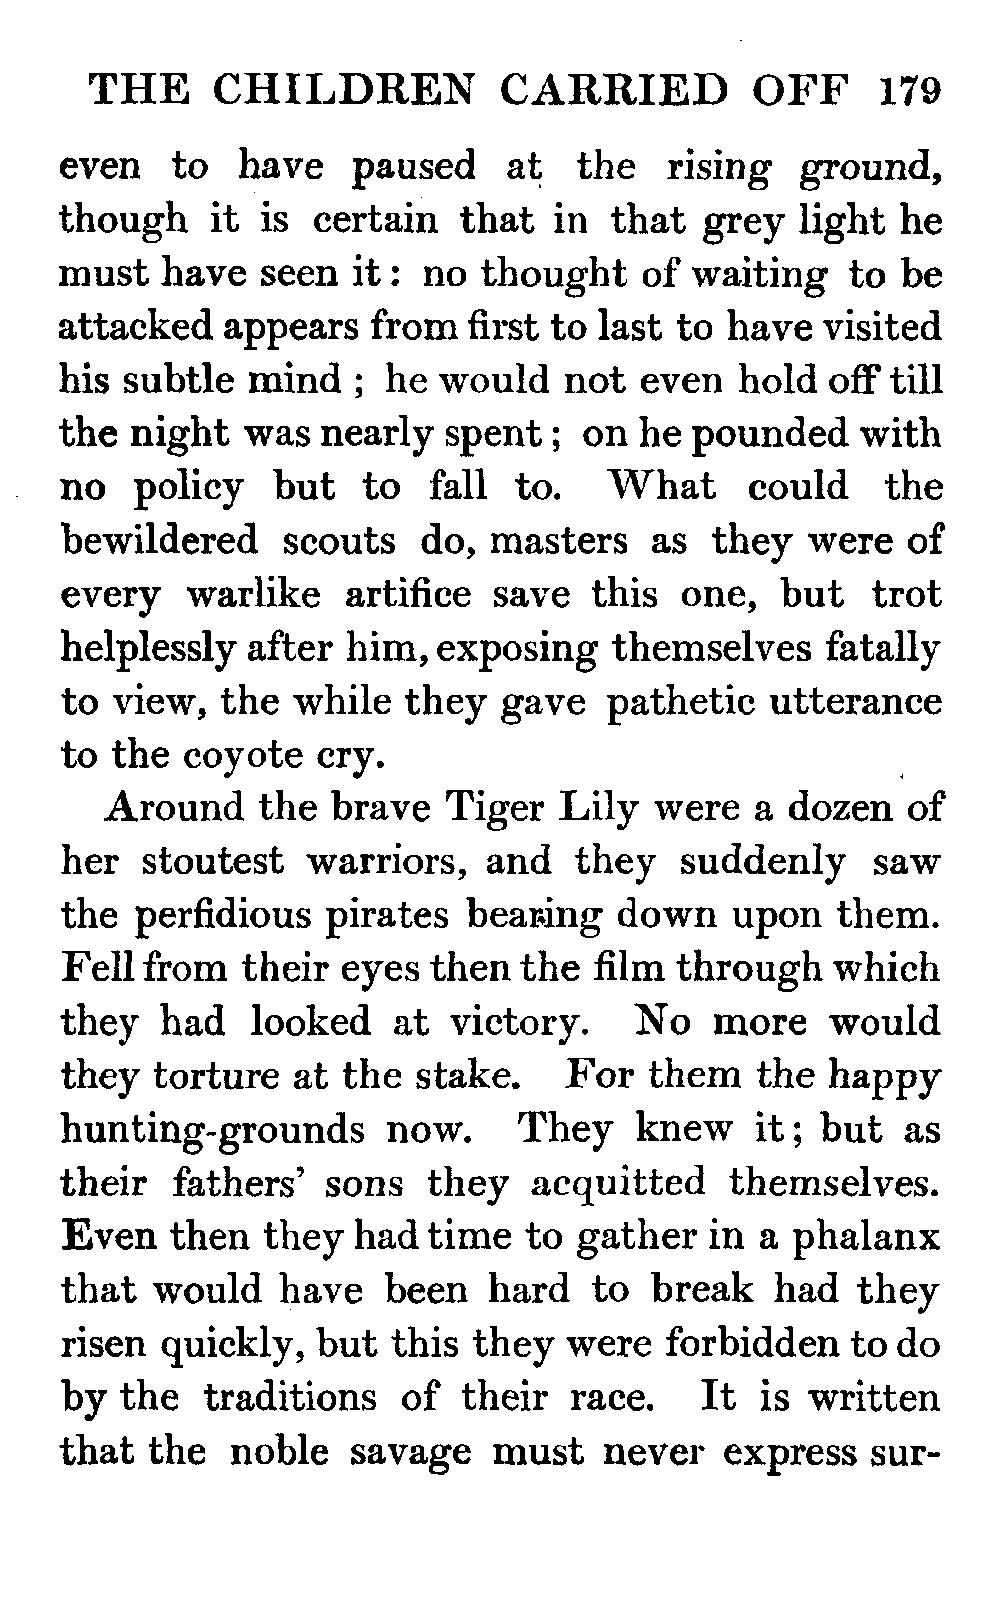 THE CHILDREN CARRIED OFF 179
even to have paused at the rising ground,
though it is certain that in that grey light he
must have seen it: no thought of waiting to be
attacked appears from first to last to have visited
his subtle mind ; he would not even hold off till
the night was nearly spent ; on he pounded with
no policy but to fall to. What could the
bewildered scouts do, masters as they were of
every warlike artifice save this one, but trot
helplessly after him, exposing themselves fatally
to view, the while they gave pathetic utterance
to the coyote cry.
Around the brave Tiger Lily were a dozen of
her stoutest warriors, and they suddenly saw
the perfidious pirates bearing down upon them.
Fell from their eyes then the film through which
they had looked at victory. No more would
they torture at the stake. For them the happy
hunting-grounds now. They knew it; but as
their fathers' sons they acquitted themselves.
Even then they had time to gather in a phalanx
that would have been hard to break had they
risen quickly, but this they were forbidden to do
by the traditions of their race. It is written
that the noble savage must never express sur-